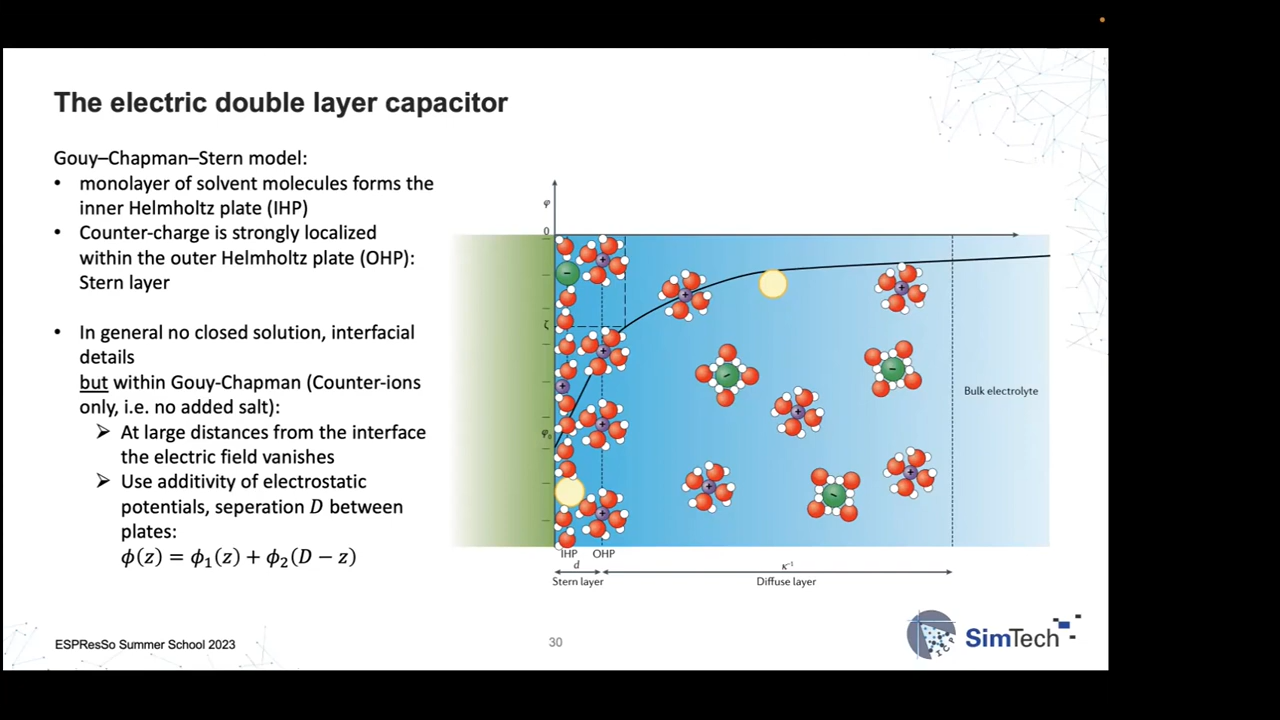 The electric double layer capacitor
Gouy–Chapman–Stern model:
• monolayer of solvent molecules forms the
inner Helmholtz plate (IHP)
• Counter-charge is strongly localized
within the outer Helmholtz plate (OHP):
Stern layer
• In general no closed solution, interfacial
details
but within Gouy-Chapman (Counter-ions
only, i.e. no added salt):
➢ At large distances from the interface
the electric field vanishes
➢ Use additivity of electrostatic
potentials, seperation D between
plates:
ϕ(z) = ϕ₁(z) + ϕ₂(D − z)
φ
0
ζ
φ₀
Bulk electrolyte
IHP OHP
d κ⁻¹
Stern layer Diffuse layer
ESPResSo Summer School 2023
30
ICP
SimTech